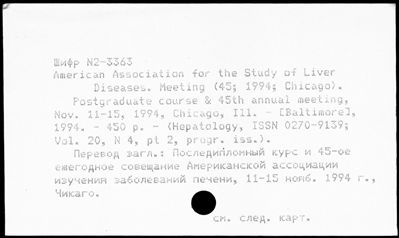 Шифр N2-3363
American Association for the Study of Liver
Diseases. Meeting (45; 1994; Chicago).
Postgraduate course & 45th annual meeting,
Nov. 11-15, 1994, Chicago, Ill. - [Baltimore],
1994. - 450 p. - (Hepatology, ISSN 0270-9139;
Vol. 20, N 4, pt 2, progr. iss.).
Перевод загл.: Последипломный курс и 45-ое
ежегодное совещание Американской ассоциации
изучения заболеваний печени, 11-15 нояб. 1994 г.,
Чикаго.
см. след. карт.